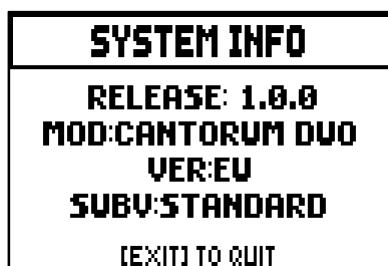 SYSTEM INFO
RELEASE: 1.0.0
MOD:CANTORUM DUO
VER:EU
SUBV:STANDARD
[EXIT] TO QUIT